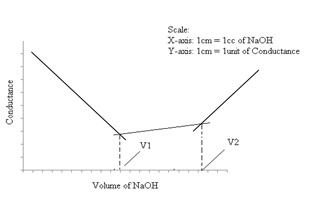 Scale:
X-axis: 1cm = 1cc of NaOH
Y-axis: 1cm = 1unit of Conductance
Conductance
V1
V2
Volume of NaOH